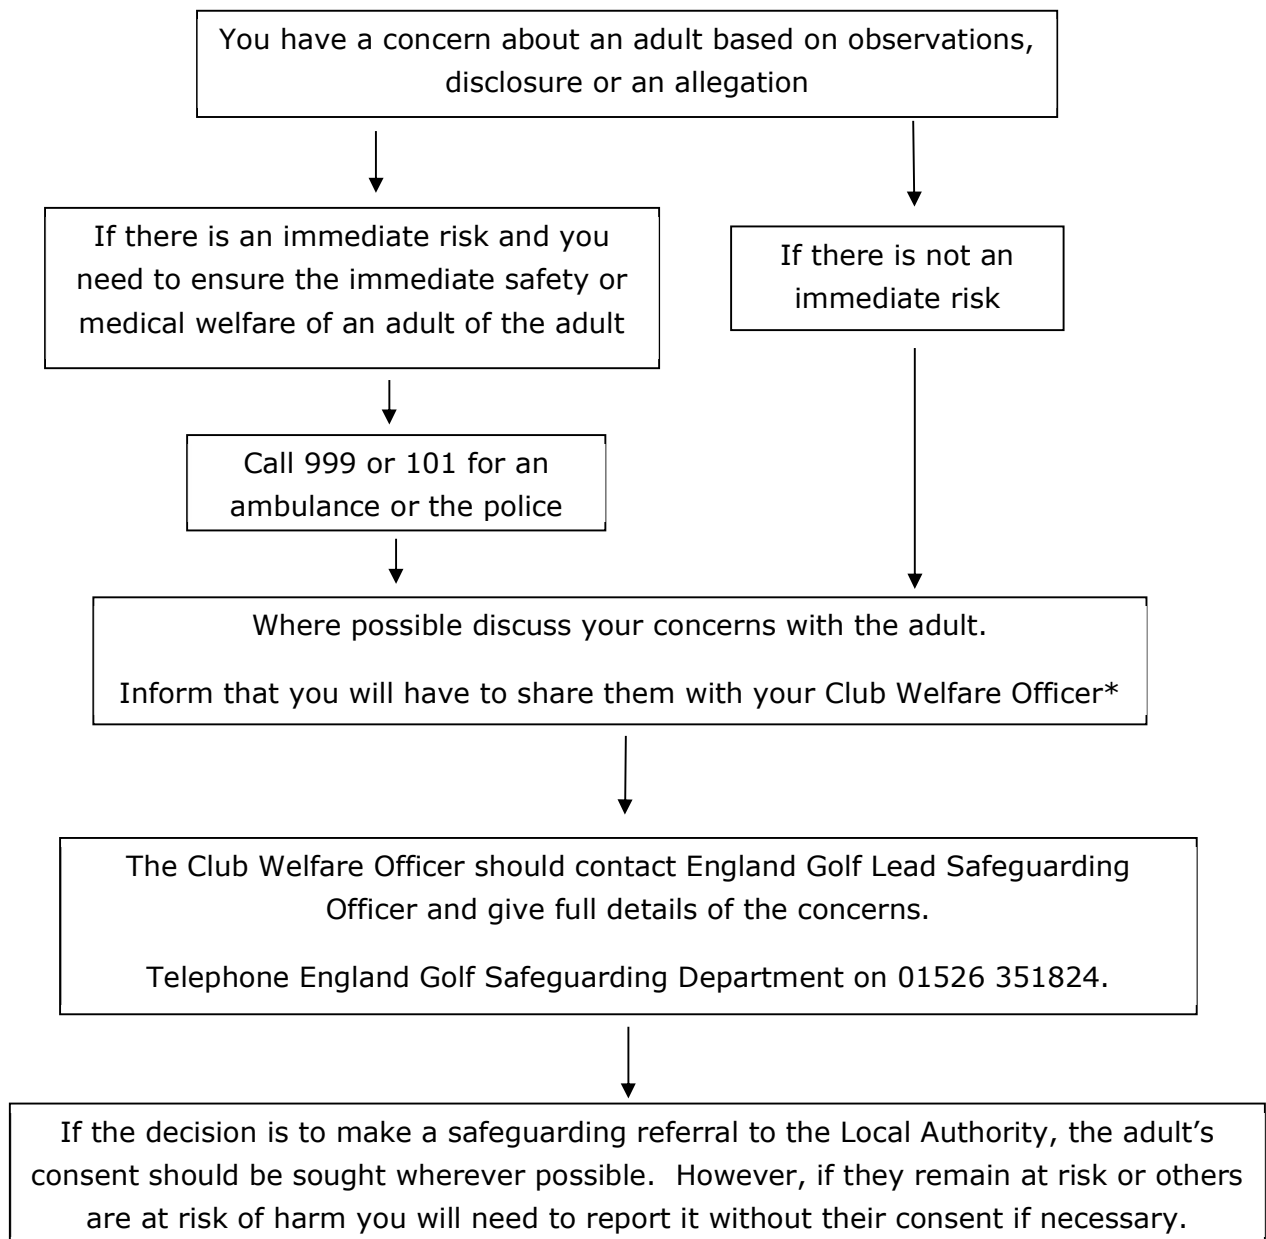 You have a concern about an adult based on observations,
disclosure or an allegation
If there is an immediate risk and you
need to ensure the immediate safety or
medical welfare of an adult of the adult
If there is not an
immediate risk
Call 999 or 101 for an
ambulance or the police
Where possible discuss your concerns with the adult.
Inform that you will have to share them with your Club Welfare Officer*
The Club Welfare Officer should contact England Golf Lead Safeguarding
Officer and give full details of the concerns.
Telephone England Golf Safeguarding Department on 01526 351824.
If the decision is to make a safeguarding referral to the Local Authority, the adult’s
consent should be sought wherever possible.  However, if they remain at risk or others
are at risk of harm you will need to report it without their consent if necessary.